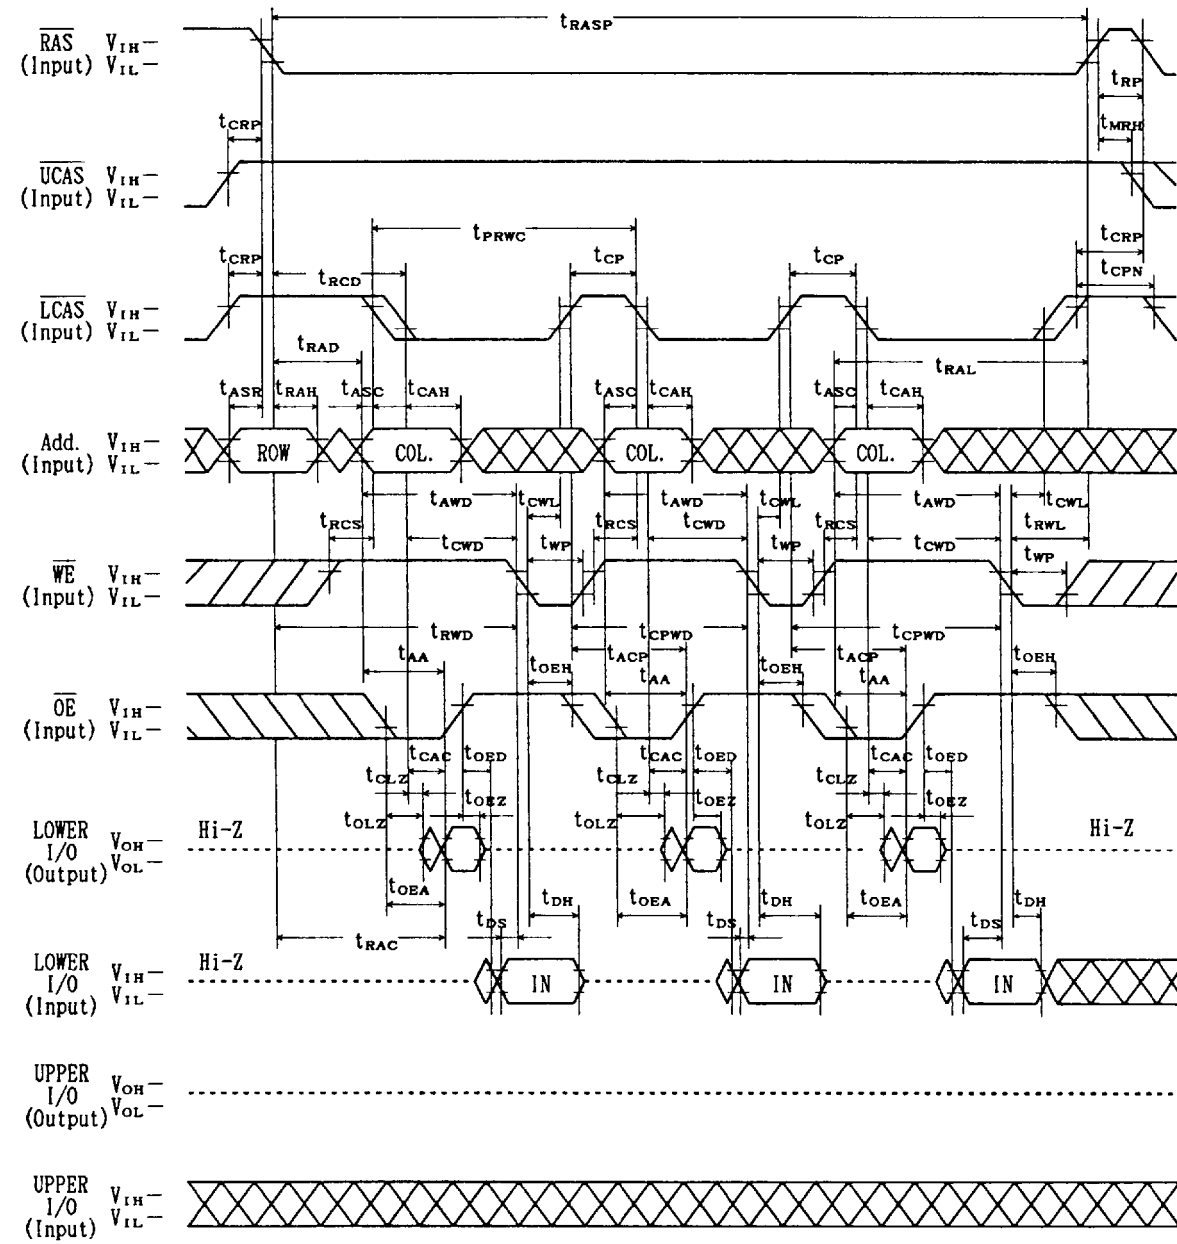 tRASP
RAS VIH
(Input) VIL
tRP
tCRP tMRH
UCAS VIH
(Input) VIL
tPRWC tCRP
tCRP tRCD tCP tCP tCPN
LCAS VIH
(Input) VIL
tRAD tRAL
tASR tRAH tASC tCAH tASC tCAH tASC tCAH
Add. VIH
(Input) VIL
ROW COL. COL. COL.
tAWD tCWL tAWD tCWL tAWD tCWL
tRCS tRCS tRCS tRWL
tCWD tWP tCWD tWP tCWD tWP
WE VIH
(Input) VIL
tRWD tCPWD tCPWD
tAA tACP tACP
tOEH tAA tOEH tAA tOEH
OE VIH
(Input) VIL
tCAC tOED tCAC tOED tCAC tOED
tCLZ tCLZ tCLZ
tOEZ tOEZ tOEZ
tOLZ tOLZ tOLZ
LOWER
I/O
(Output)
VOH
VOL
Hi-Z Hi-Z
tOEA tDH tOEA tDH tOEA tDH
tDS tDS tDS
tRAC
LOWER
I/O
(Input)
VIH
VIL
Hi-Z
IN IN IN
UPPER
I/O
(Output)
VOH
VOL
UPPER
I/O
(Input)
VIH
VIL